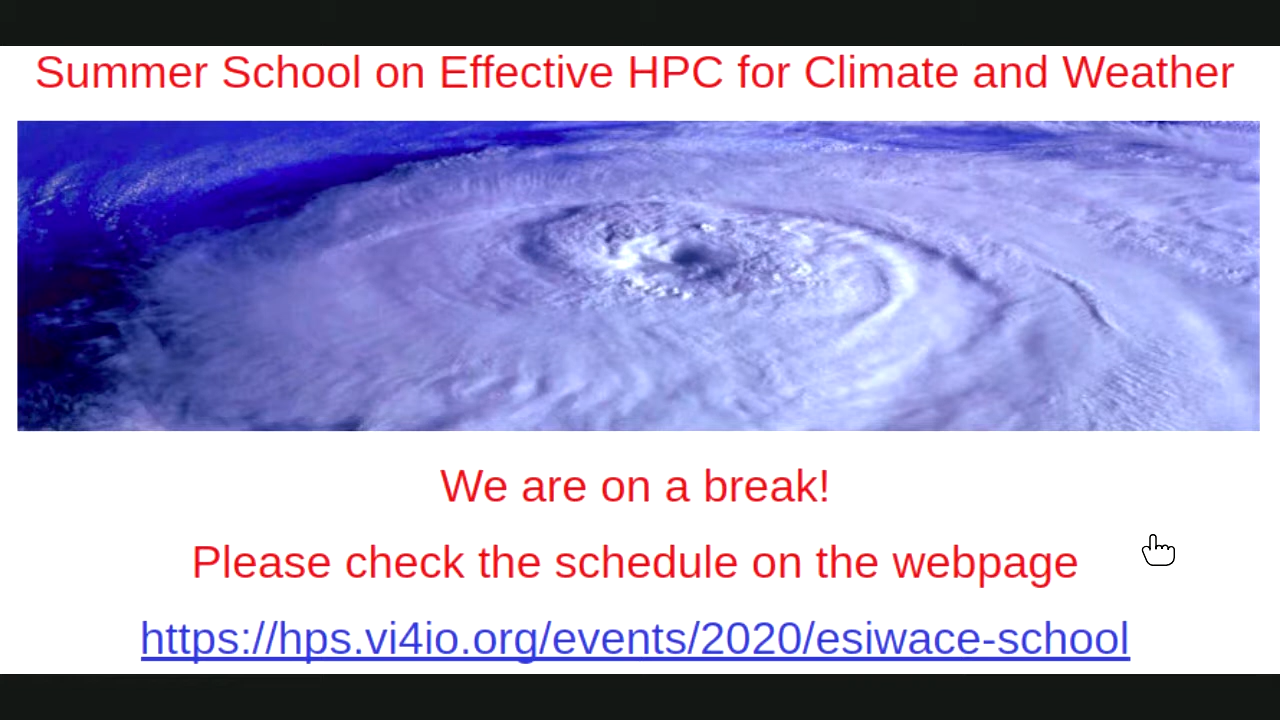 Summer School on Effective HPC for Climate and Weather
We are on a break!
Please check the schedule on the webpage
https://hps.vi4io.org/events/2020/esiwace-school